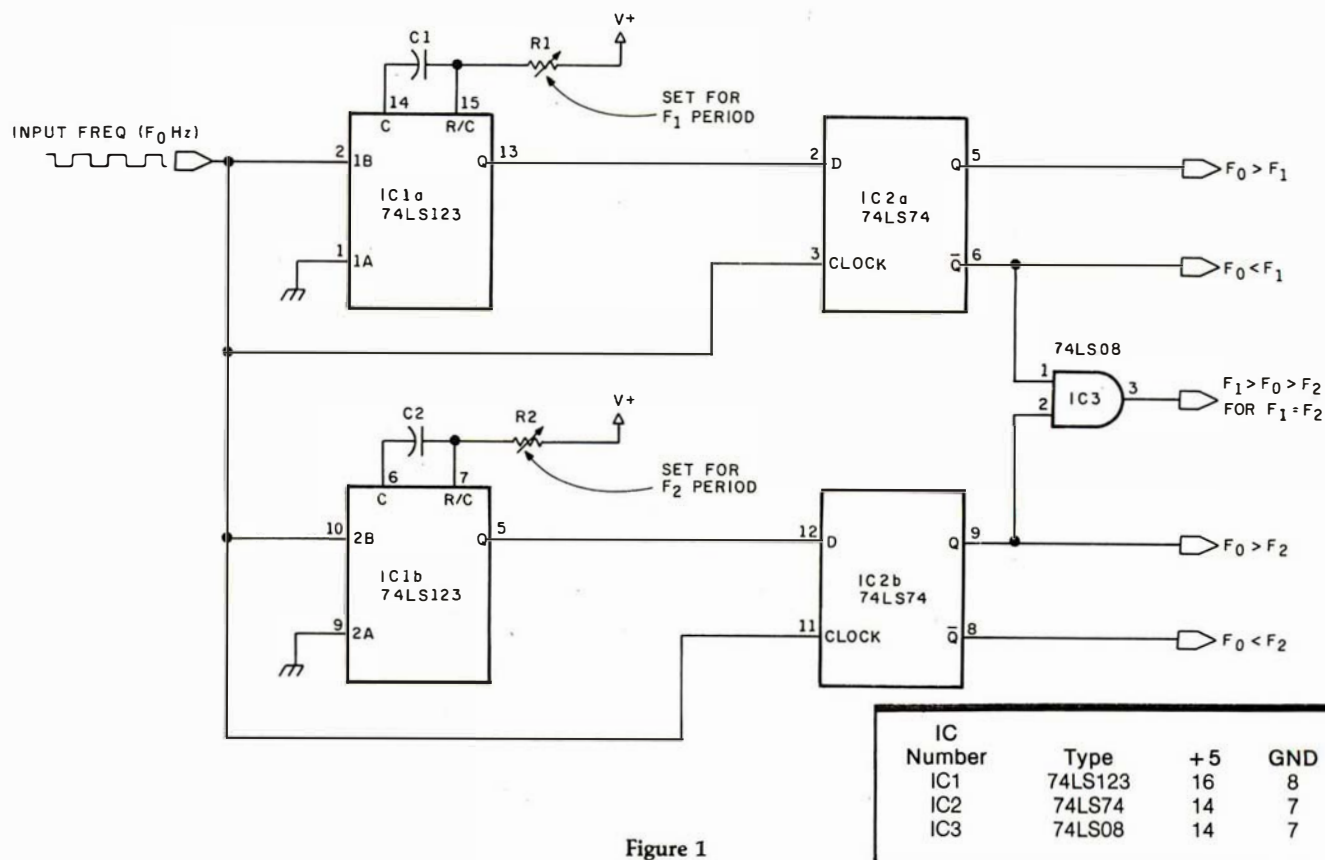 V+
C1
R1
SET FOR
F₁ PERIOD
14
15
C
R/C
INPUT FREQ (F₀ Hz)
2
1B
Q
13
IC1a
74LS123
1
1A
2
D
Q
5
F₀ > F₁
IC2a
74LS74
3
CLOCK
Q̅
6
F₀ < F₁
74LS08
1
IC3
2
3
F₁ > F₀ > F₂
FOR F₁ = F₂
V+
C2
R2
SET FOR
F₂ PERIOD
6
7
C
R/C
10
2B
Q
5
IC1b
74LS123
9
2A
12
D
Q
9
F₀ > F₂
IC2b
74LS74
11
CLOCK
Q̅
8
F₀ < F₂
IC
Number Type +5 GND
IC1 74LS123 16 8
IC2 74LS74 14 7
IC3 74LS08 14 7
Figure 1